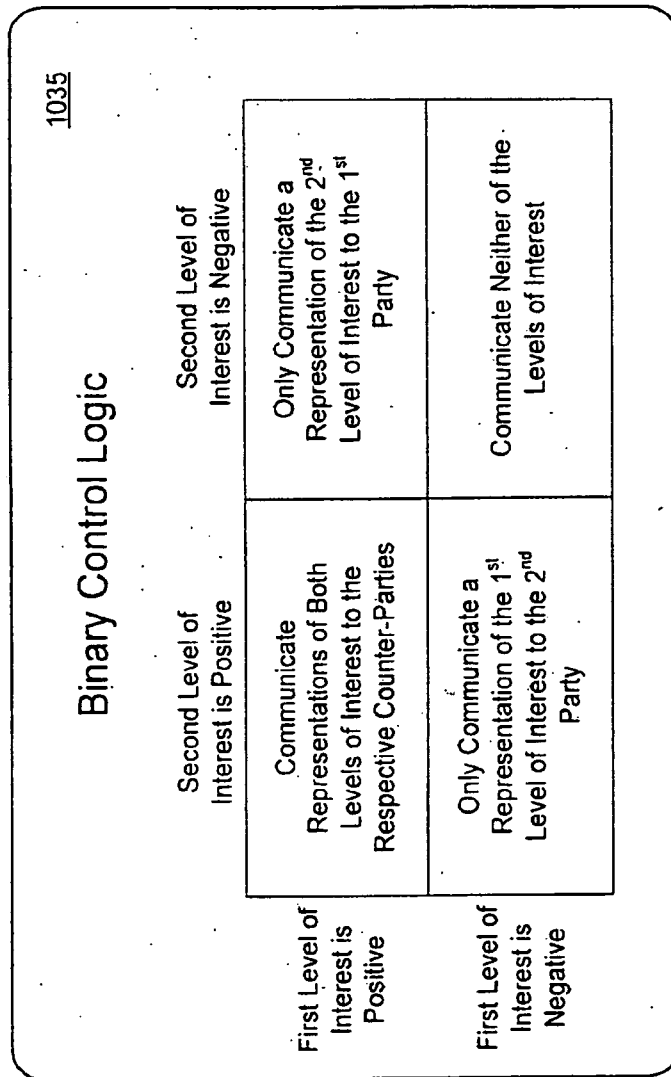 1035
Binary Control Logic
Second Level of
Interest is Positive
Second Level of
Interest is Negative
First Level of
Interest is
Positive
Communicate
Representations of Both
Levels of Interest to the
Respective Counter-Parties
Only Communicate a
Representation of the 2nd
Level of Interest to the 1st
Party
First Level of
Interest is
Negative
Only Communicate a
Representation of the 1st
Level of Interest to the 2nd
Party
Communicate Neither of the
Levels of Interest